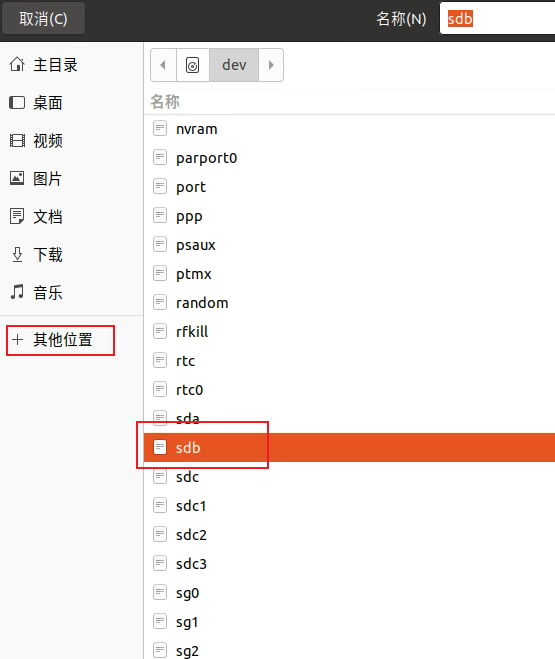 取消(C)
名称(N)
sdb
主目录
桌面
视频
图片
文档
下载
音乐
其他位置
dev
名称
nvram
parport0
port
ppp
psaux
ptmx
random
rfkill
rtc
rtc0
sda
sdb
sdc
sdc1
sdc2
sdc3
sg0
sg1
sg2